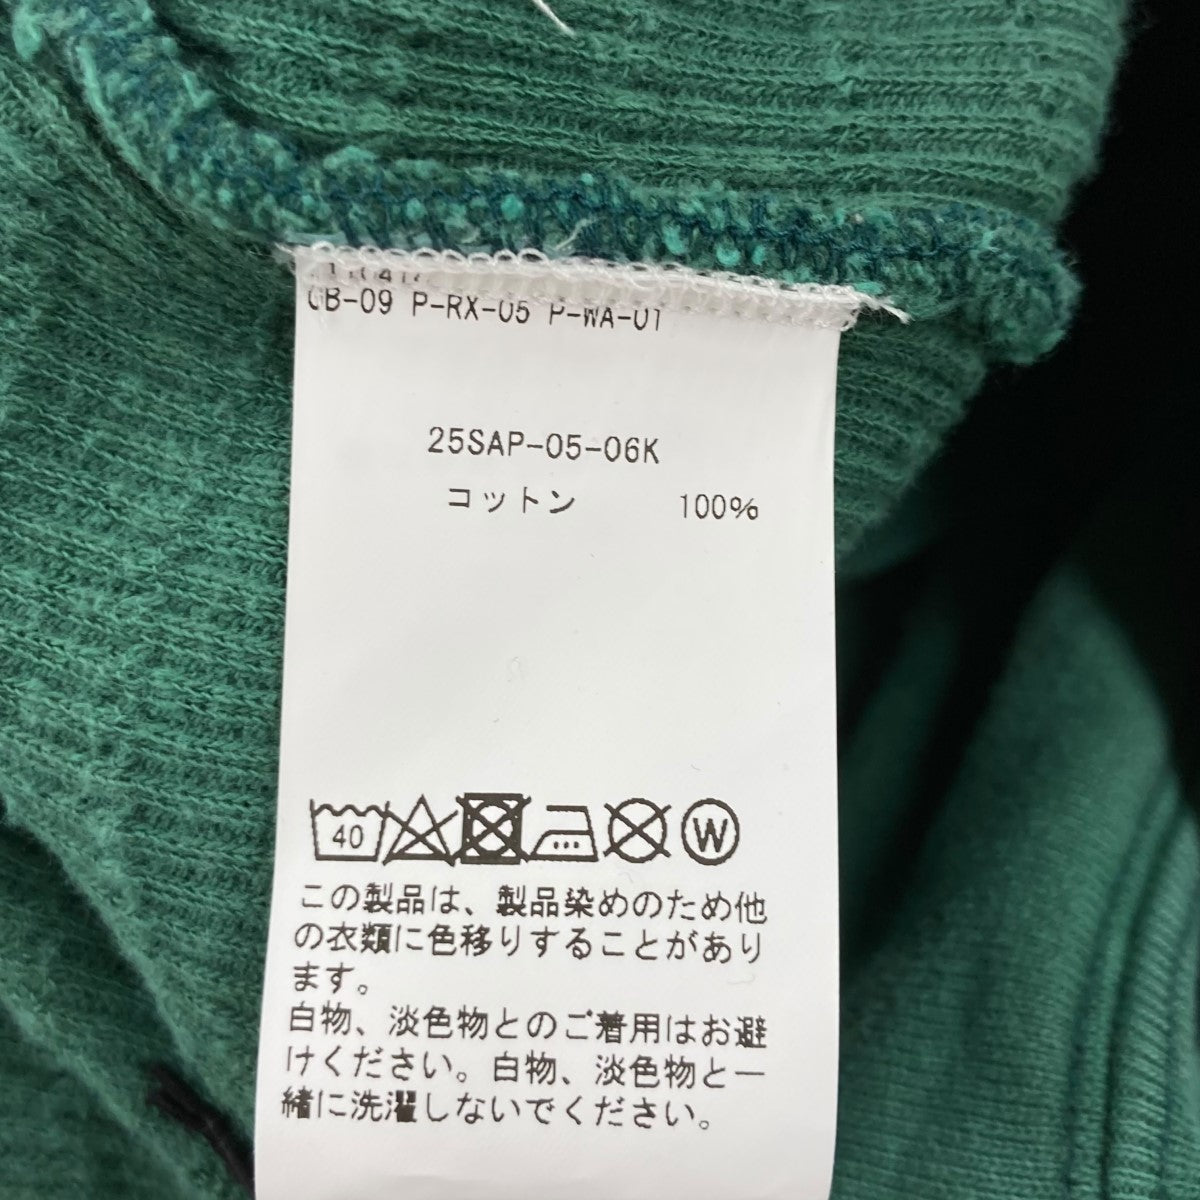 CB-09 P-RX-05 P-WA-01
25SAP-05-06K
コットン 100%
40 W
この製品は、製品染めのため他
の衣類に色移りすることがあり
ます。
白物、淡色物とのご着用はお避
けください。白物、淡色物と一
緒に洗濯しないでください。